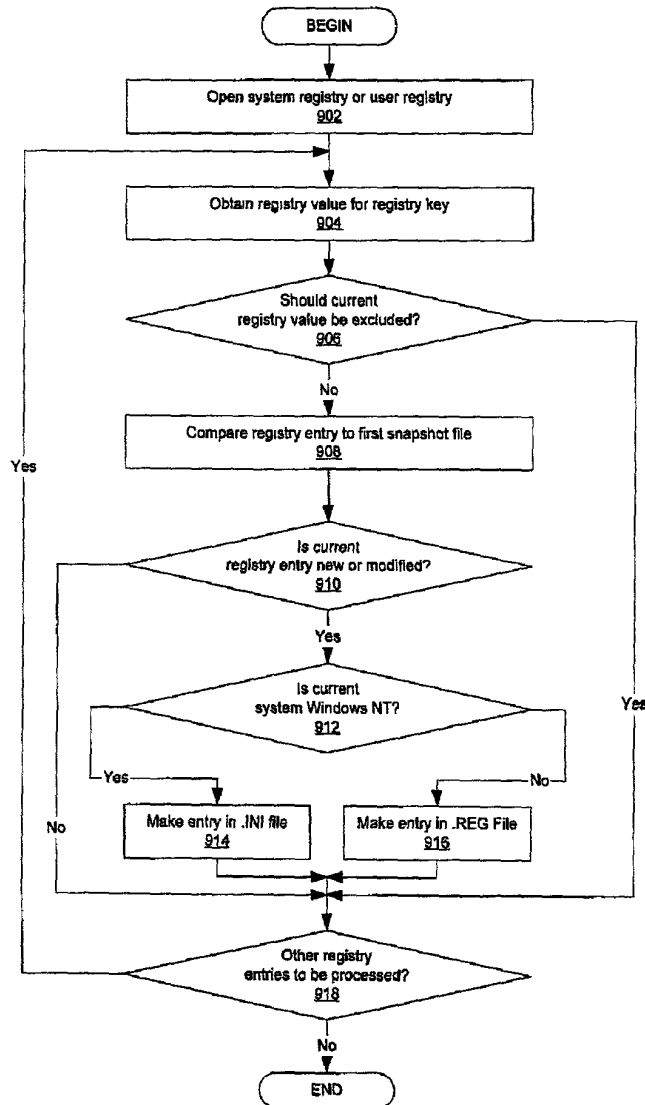 BEGIN
Open system registry or user registry
902
Obtain registry value for registry key
904
Should current
registry value be excluded?
906
No
Compare registry entry to first snapshot file
908
Yes
Is current
registry entry new or modified?
910
Yes
Is current
system Windows NT?
912
Yes
Yes
No
Make entry in .INI file
914
Make entry in .REG File
916
No
Other registry
entries to be processed?
918
No
END